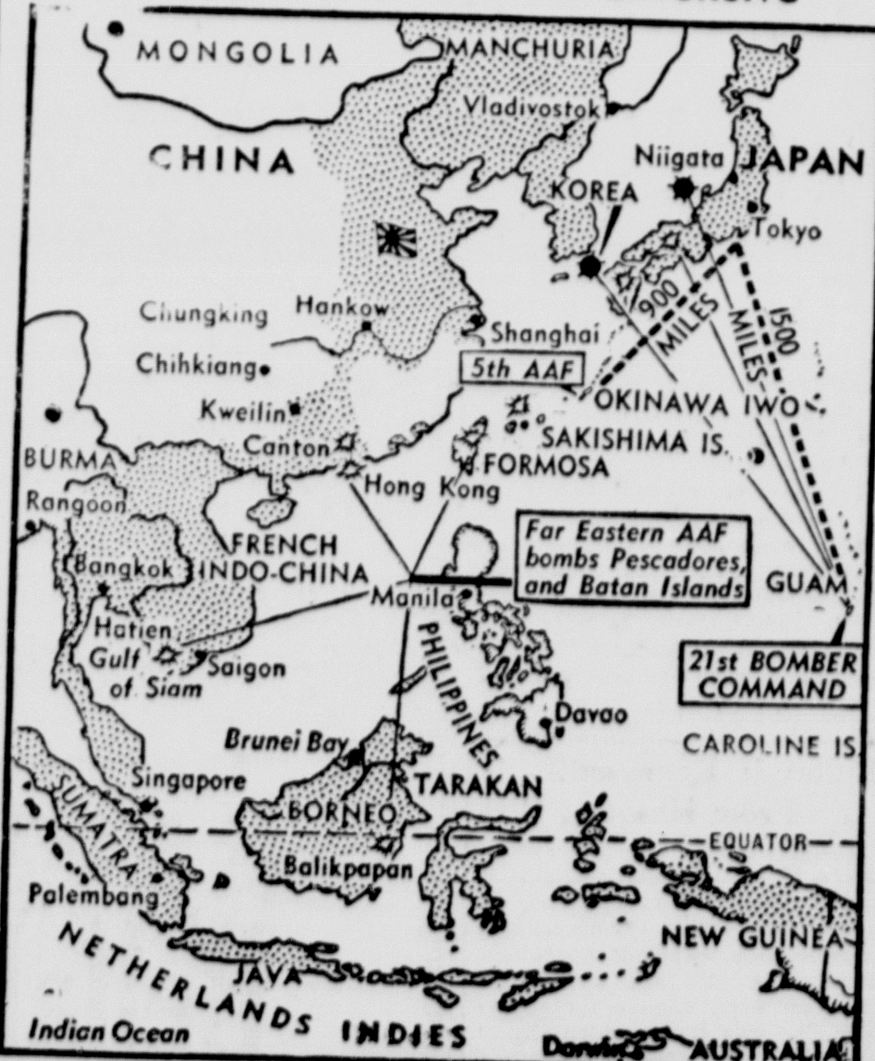 MONGOLIA
MANCHURIA
Vladivostok
CHINA
Niigata
JAPAN
KOREA
Tokyo
900
MILES
1500
MILES
Chungking
Hankow
Shanghai
Chihkiang
5th AAF
Kweilin
OKINAWA
IWO
Canton
SAKISHIMA IS.
BURMA
FORMOSA
Hong Kong
Rangoon
FRENCH
INDO-CHINA
Far Eastern AAF
bombs Pescadores,
and Batan Islands
Bangkok
GUAM
Manila
Hatien
Gulf
of Siam
Saigon
PHILIPPINES
21st BOMBER
COMMAND
Davao
Brunei Bay
CAROLINE IS.
Singapore
TARAKAN
SUMATRA
BORNEO
EQUATOR
Balikpapan
Palembang
NEW GUINEA
NETHERLANDS INDIES
JAVA
Indian Ocean
Darwin
AUSTRALIA